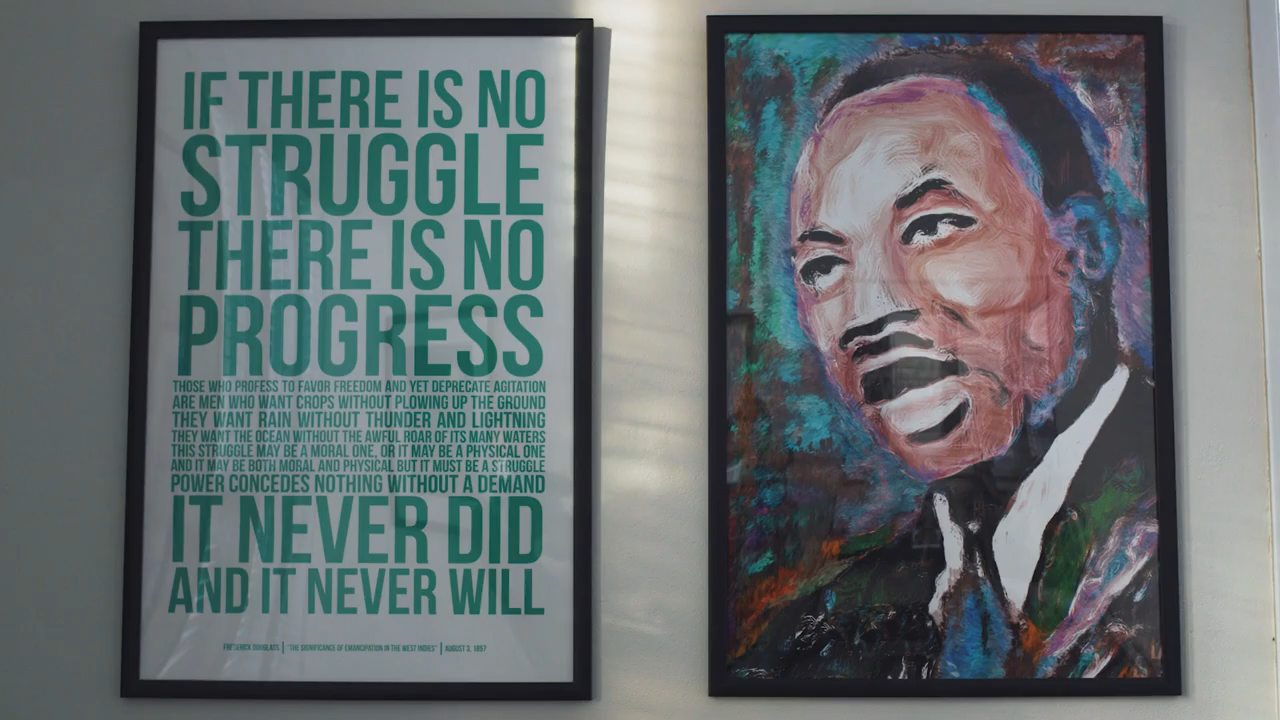 IF THERE IS NO
STRUGGLE
THERE IS NO
PROGRESS
THOSE WHO PROFESS TO FAVOR FREEDOM AND YET DEPRECATE AGITATION
ARE MEN WHO WANT CROPS WITHOUT PLOWING UP THE GROUND
THEY WANT RAIN WITHOUT THUNDER AND LIGHTNING
THEY WANT THE OCEAN WITHOUT THE AWFUL ROAR OF ITS MANY WATERS
THIS STRUGGLE MAY BE A MORAL ONE, OR IT MAY BE A PHYSICAL ONE
AND IT MAY BE BOTH MORAL AND PHYSICAL BUT IT MUST BE A STRUGGLE
POWER CONCEDES NOTHING WITHOUT A DEMAND
IT NEVER DID
AND IT NEVER WILL
FREDERICK DOUGLASS | "THE SIGNIFICANCE OF EMANCIPATION IN THE WEST INDIES" | AUGUST 3, 1857